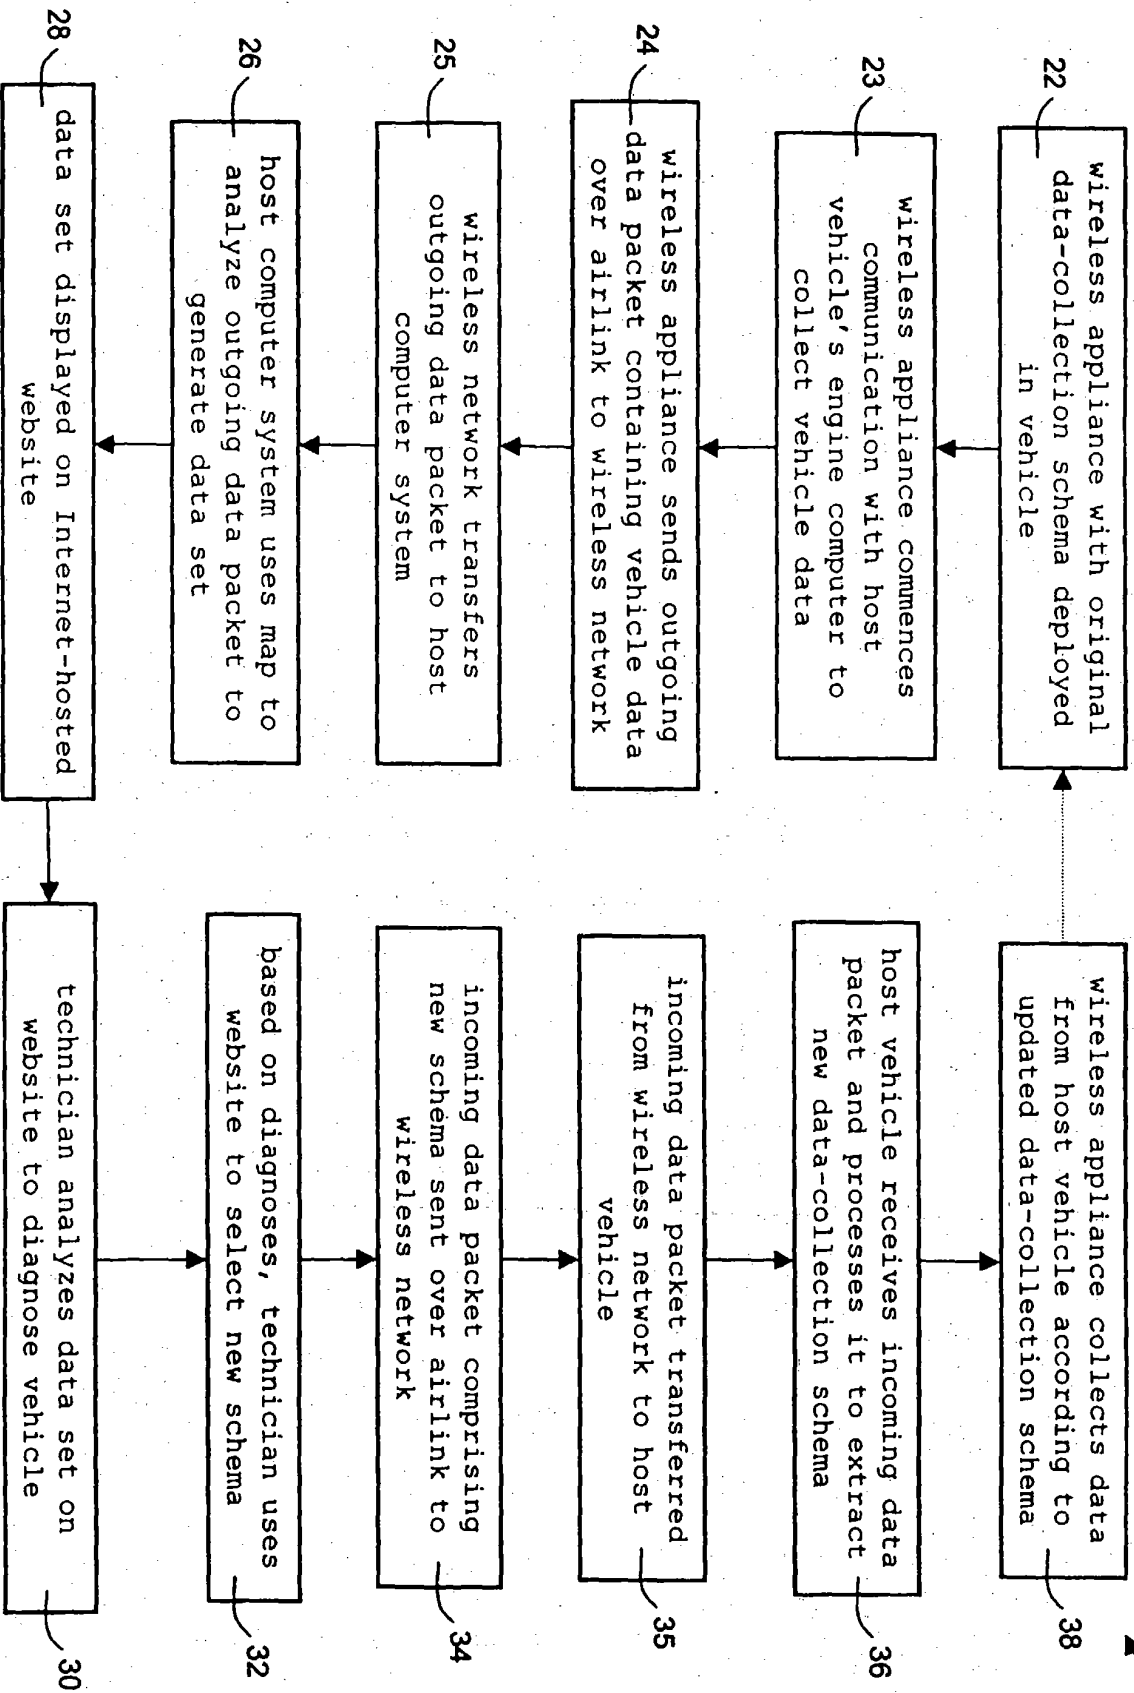 22
wireless appliance with original
data-collection schema deployed
in vehicle
23
wireless appliance commences
communication with host
vehicle's engine computer to
collect vehicle data
24
wireless appliance sends outgoing
data packet containing vehicle data
over airlink to wireless network
25
wireless network transfers
outgoing data packet to host
computer system
26
host computer system uses map to
analyze outgoing data packet to
generate data set
28
data set displayed on Internet-hosted
website
technician analyzes data set on
website to diagnose vehicle
30
based on diagnoses, technician uses
website to select new schema
32
incoming data packet comprising
new schema sent over airlink to
wireless network
34
incoming data packet transferred
from wireless network to host
vehicle
35
host vehicle receives incoming data
packet and processes it to extract
new data-collection schema
36
wireless appliance collects data
from host vehicle according to
updated data-collection schema
38